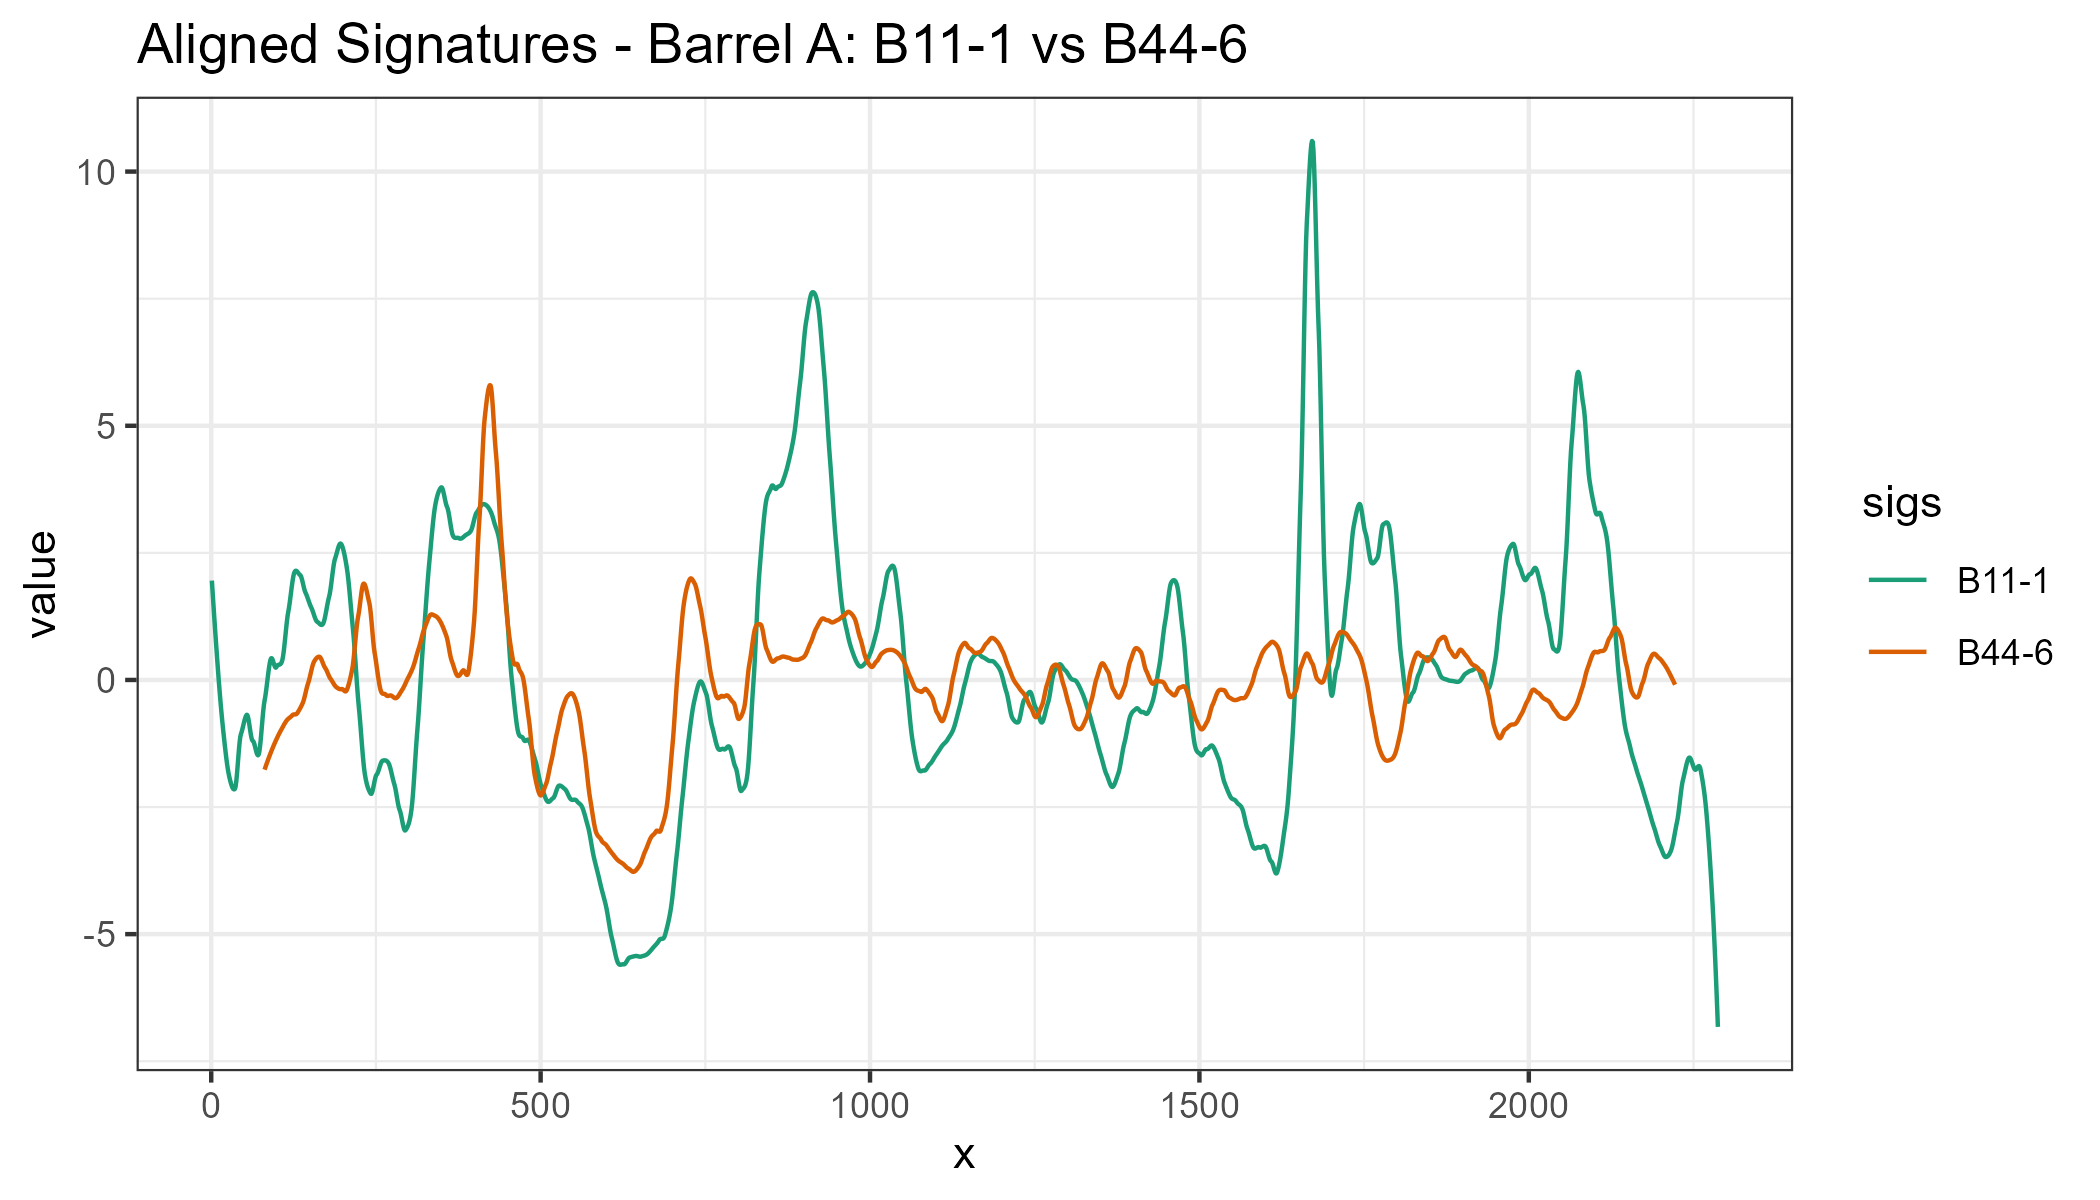 Aligned Signatures - Barrel A: B11-1 vs B44-6
10
5
0
-5
value
0 500 1000 1500 2000
x
sigs
B11-1
B44-6